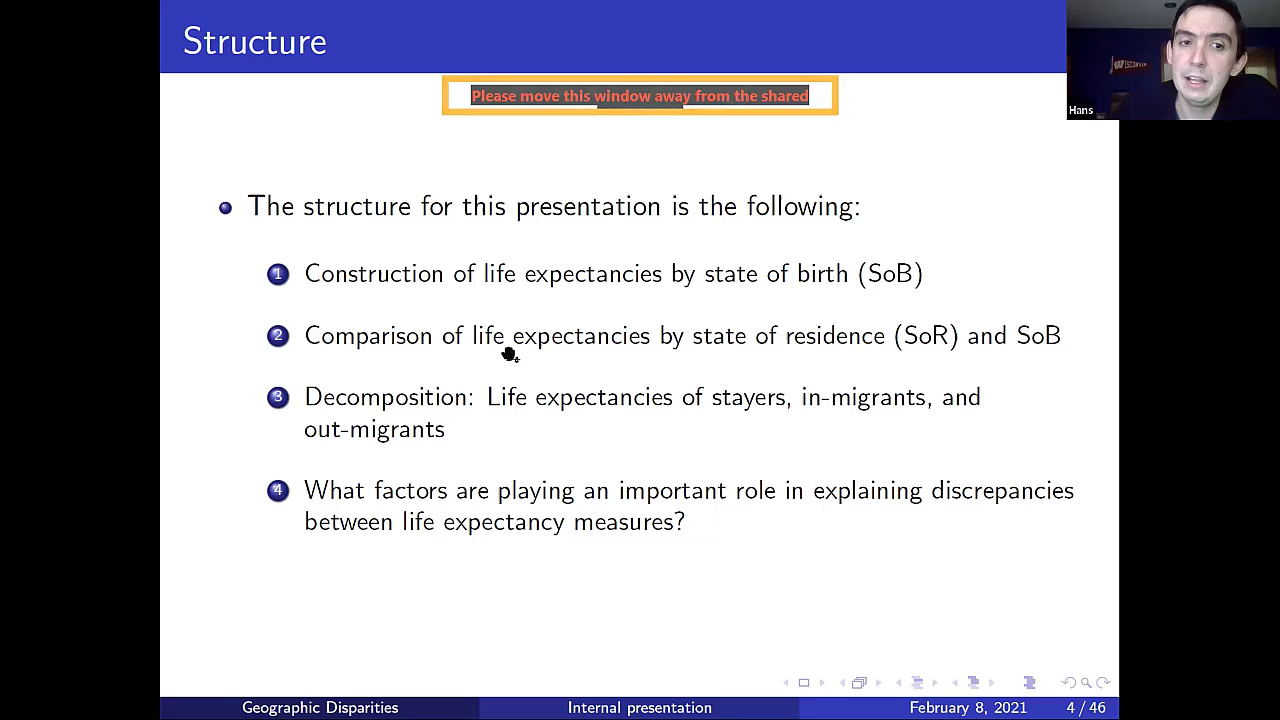 Structure
Please move this window away from the shared
Hans
The structure for this presentation is the following:
1 Construction of life expectancies by state of birth (SoB)
2 Comparison of life expectancies by state of residence (SoR) and SoB
3 Decomposition: Life expectancies of stayers, in-migrants, and
out-migrants
4 What factors are playing an important role in explaining discrepancies
between life expectancy measures?
Geographic Disparities
Internal presentation
February 8, 2021
4 / 46